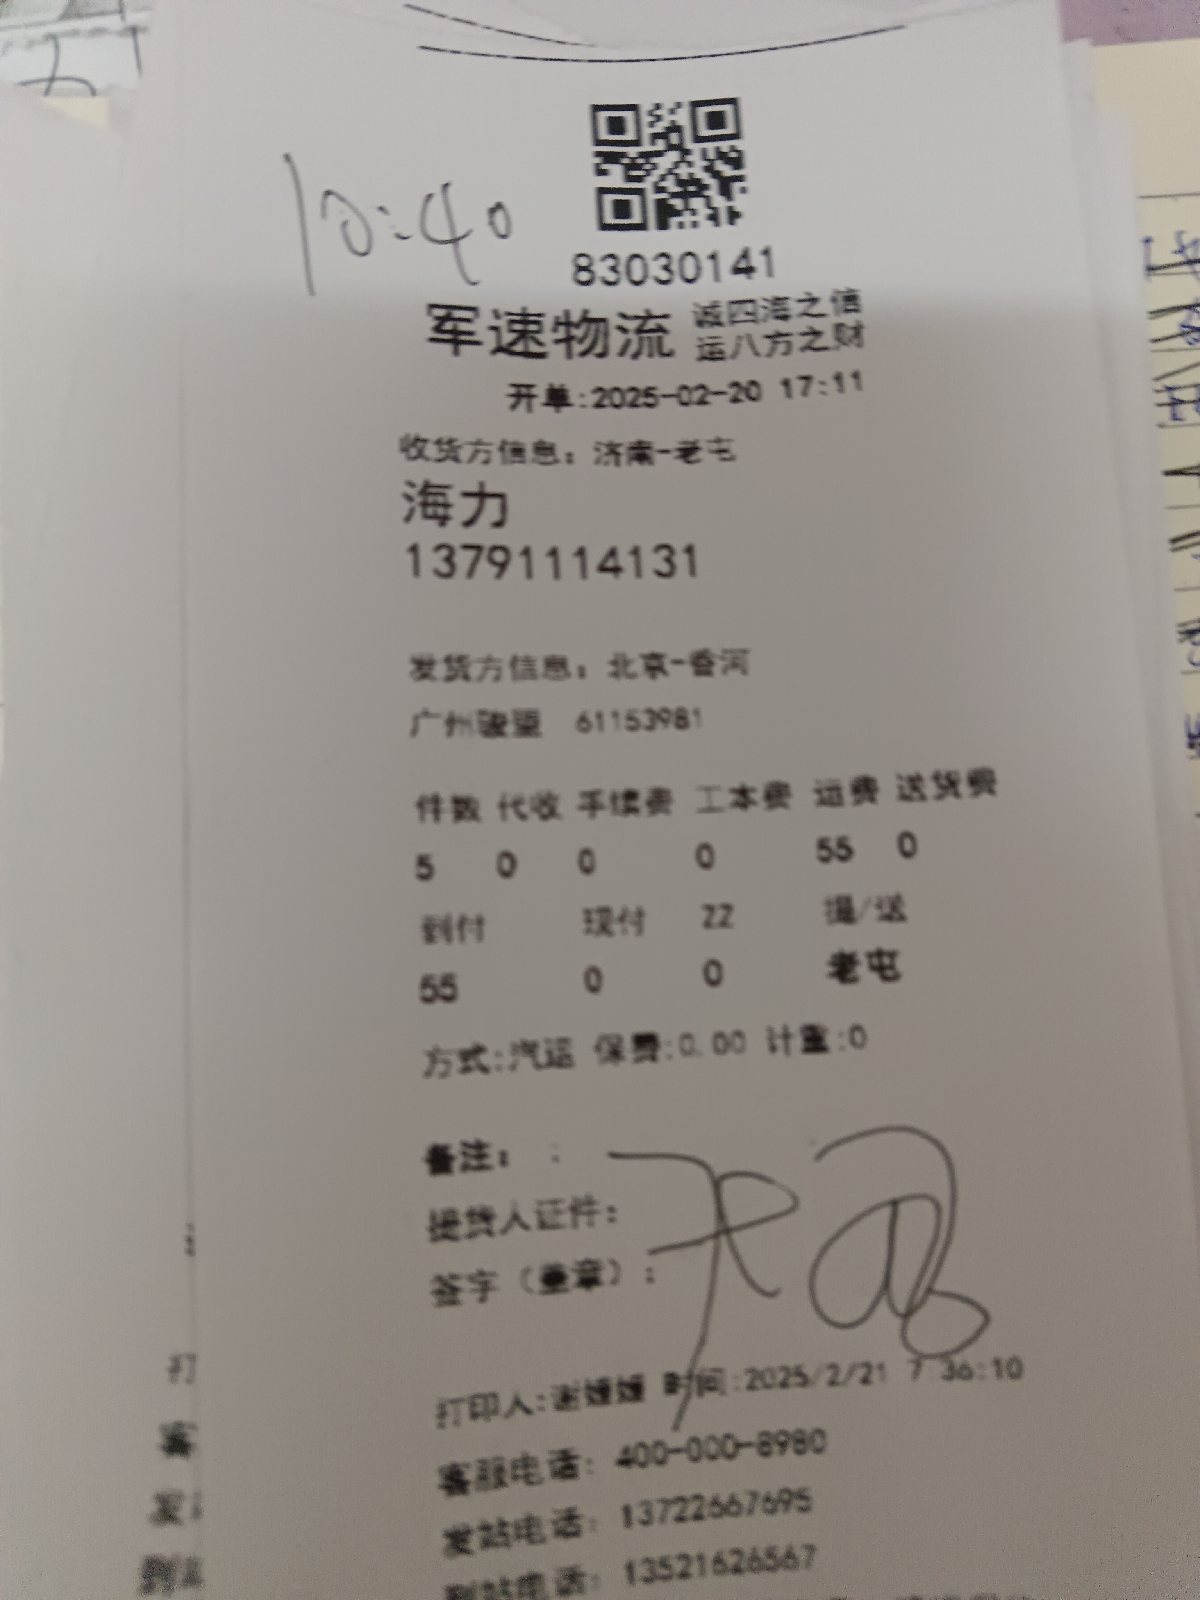 10:40
83030141
军速物流 诚四海之信
运八方之财
开单:2025-02-20 17:11
收货方信息：济南-老屯
海力
13791114131
发货方信息：北京-香河
广州骏盟 61153981
件数 代收 手续费 工本费 运费 送货费
5 0 0 0 55 0
到付 现付 ZZ 提/送
55 0 0 老屯
方式:汽运 保费:0.00 计重:0
备注： :
提货人证件：
签字（盖章）：
打印人:谢媛媛 时间:2025/2/21 7:36:10
客服电话：400-000-8980
发站电话：13722667695
到站电话：13521626567